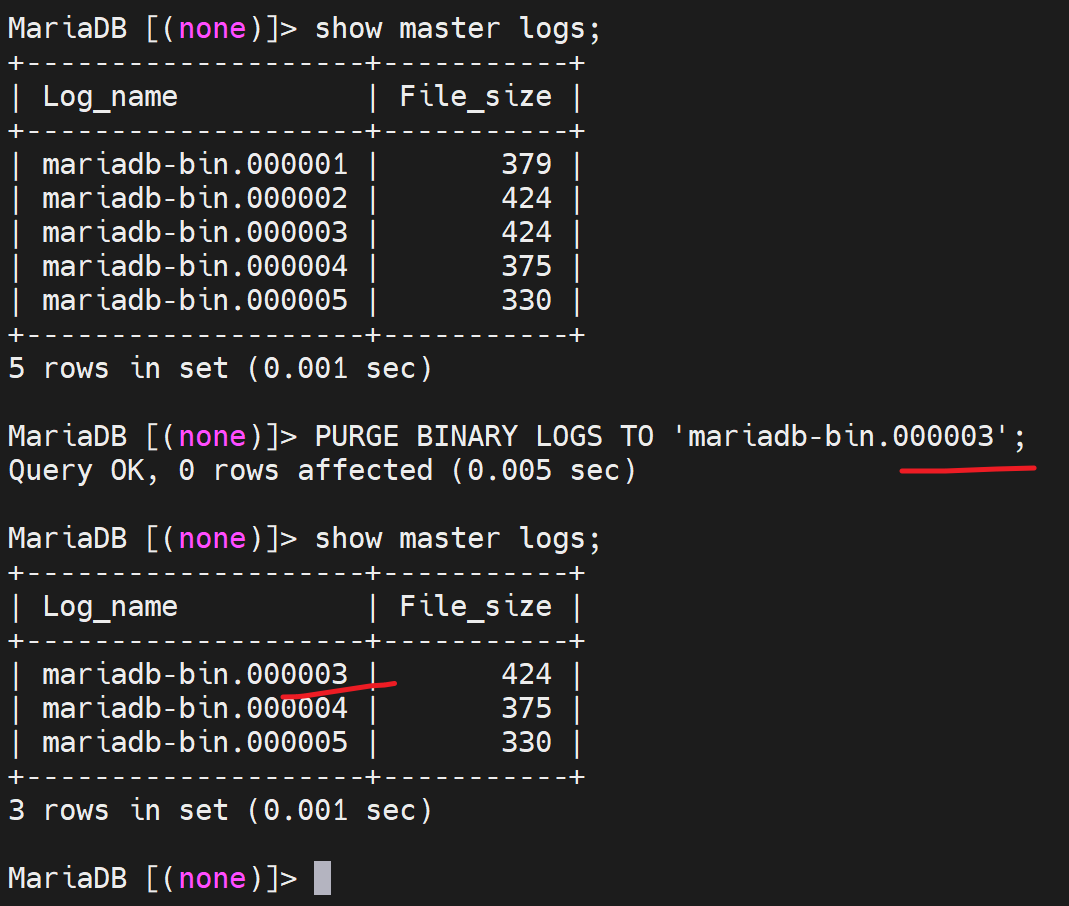 MariaDB [(none)]> show master logs;
+--------------------+-----------+
| Log_name           | File_size |
+--------------------+-----------+
| mariadb-bin.000001 |       379 |
| mariadb-bin.000002 |       424 |
| mariadb-bin.000003 |       424 |
| mariadb-bin.000004 |       375 |
| mariadb-bin.000005 |       330 |
+--------------------+-----------+
5 rows in set (0.001 sec)

MariaDB [(none)]> PURGE BINARY LOGS TO 'mariadb-bin.000003';
Query OK, 0 rows affected (0.005 sec)

MariaDB [(none)]> show master logs;
+--------------------+-----------+
| Log_name           | File_size |
+--------------------+-----------+
| mariadb-bin.000003 |       424 |
| mariadb-bin.000004 |       375 |
| mariadb-bin.000005 |       330 |
+--------------------+-----------+
3 rows in set (0.001 sec)

MariaDB [(none)]>